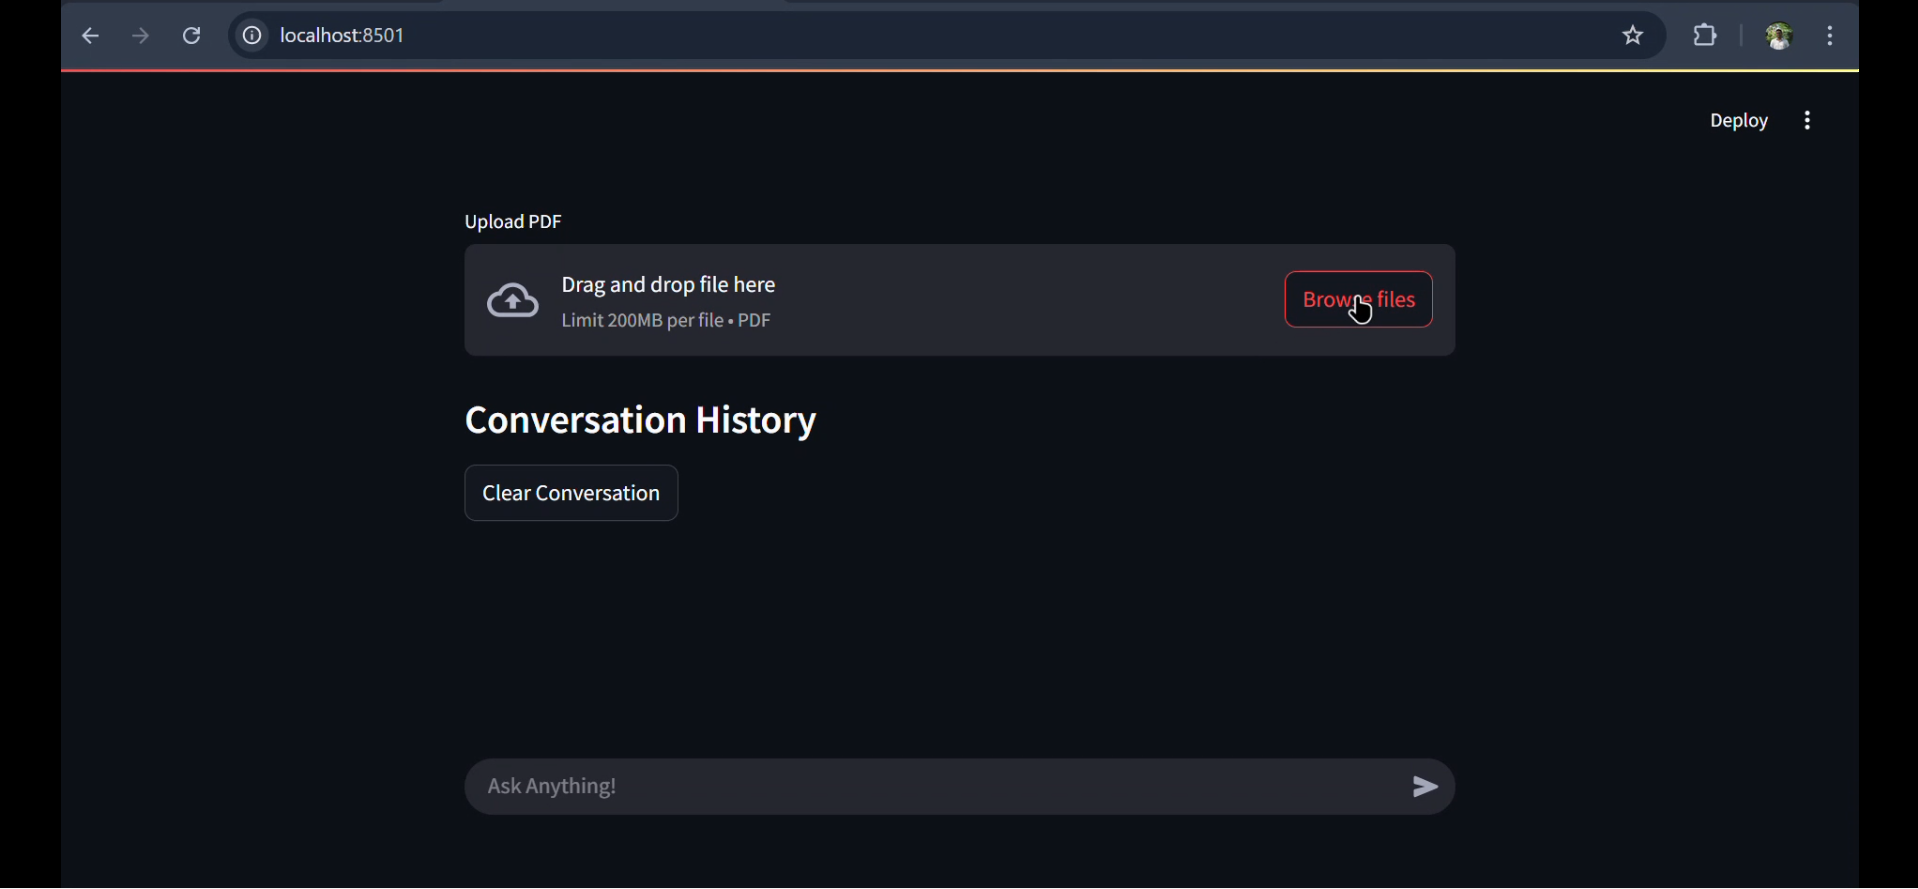 localhost:8501
Deploy
Upload PDF
Drag and drop file here
Limit 200MB per file • PDF
Browse files
Conversation History
Clear Conversation
Ask Anything!